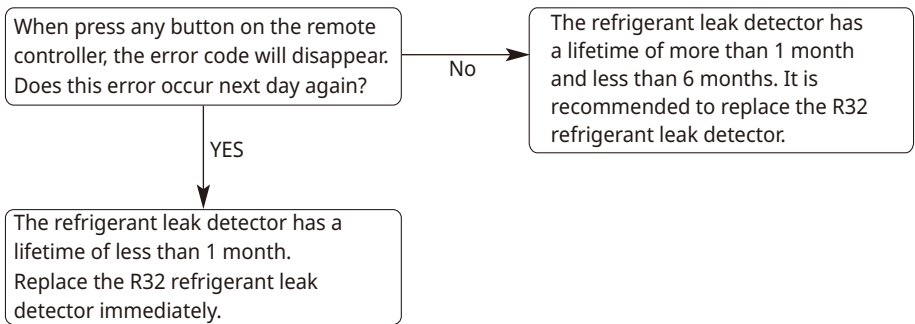 When press any button on the remote
controller, the error code will disappear.
Does this error occur next day again?
No
The refrigerant leak detector has
a lifetime of more than 1 month
and less than 6 months. It is
recommended to replace the R32
refrigerant leak detector.
YES
The refrigerant leak detector has a
lifetime of less than 1 month.
Replace the R32 refrigerant leak
detector immediately.